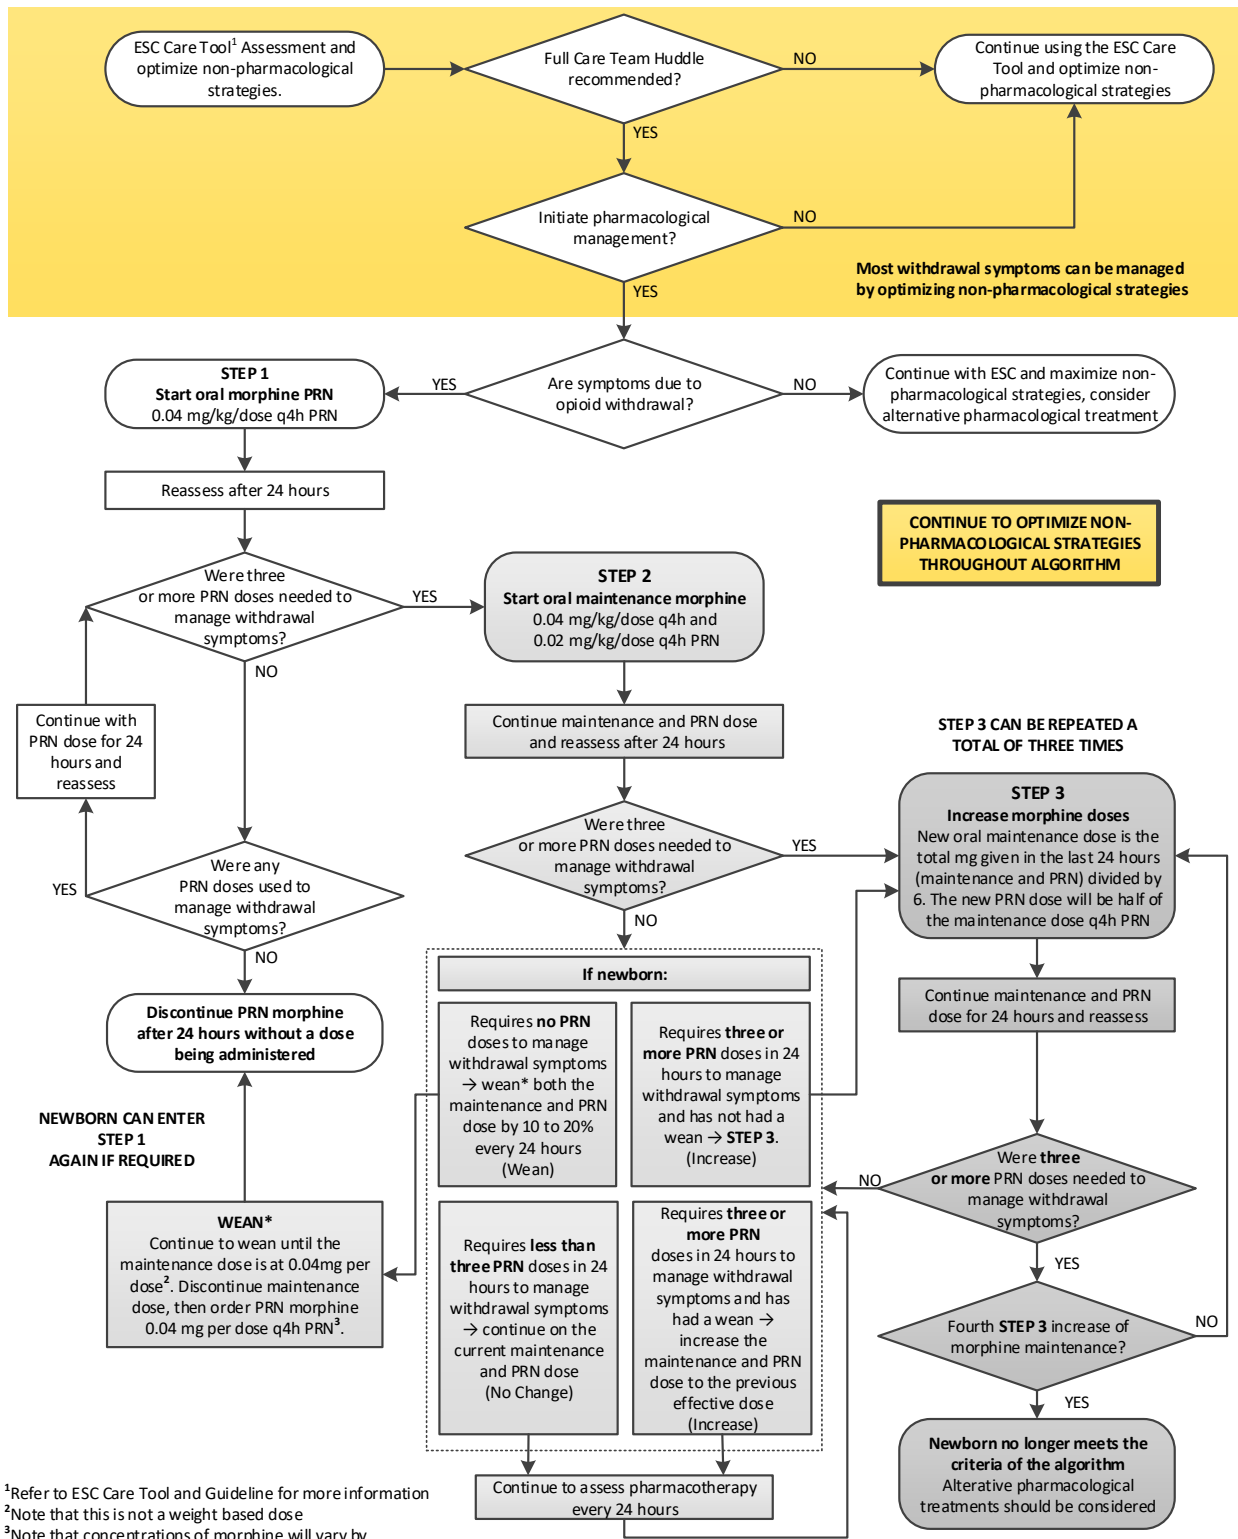 ESC Care Tool¹ Assessment and
optimize non-pharmacological
strategies.
Full Care Team Huddle
recommended?
NO
Continue using the ESC Care
Tool and optimize non-
pharmacological strategies
YES
Initiate pharmacological
management?
NO
Most withdrawal symptoms can be managed
by optimizing non-pharmacological strategies
YES
STEP 1
Start oral morphine PRN
0.04 mg/kg/dose q4h PRN
YES
Are symptoms due to
opioid withdrawal?
NO
Continue with ESC and maximize non-
pharmacological strategies, consider
alternative pharmacological treatment
Reassess after 24 hours
CONTINUE TO OPTIMIZE NON-
PHARMACOLOGICAL STRATEGIES
THROUGHOUT ALGORITHM
Were three
or more PRN doses needed to
manage withdrawal
symptoms?
YES
STEP 2
Start oral maintenance morphine
0.04 mg/kg/dose q4h and
0.02 mg/kg/dose q4h PRN
NO
Continue with
PRN dose for 24
hours and
reassess
Continue maintenance and PRN dose
and reassess after 24 hours
STEP 3 CAN BE REPEATED A
TOTAL OF THREE TIMES
Were three
or more PRN doses needed to
manage withdrawal
symptoms?
YES
STEP 3
Increase morphine doses
New oral maintenance dose is the
total mg given in the last 24 hours
(maintenance and PRN) divided by
6. The new PRN dose will be half of
the maintenance dose q4h PRN
YES
Were any
PRN doses used to
manage withdrawal
symptoms?
NO
NO
If newborn:
Discontinue PRN morphine
after 24 hours without a dose
being administered
Requires no PRN
doses to manage
withdrawal symptoms
→ wean* both the
maintenance and PRN
dose by 10 to 20%
every 24 hours
(Wean)
Requires three or
more PRN doses in 24
hours to manage
withdrawal symptoms
and has not had a
wean → STEP 3.
(Increase)
Continue maintenance and PRN
dose for 24 hours and reassess
NEWBORN CAN ENTER
STEP 1
AGAIN IF REQUIRED
Were three
or more PRN doses needed to
manage withdrawal
symptoms?
NO
YES
WEAN*
Continue to wean until the
maintenance dose is at 0.04mg per
dose². Discontinue maintenance
dose, then order PRN morphine
0.04 mg per dose q4h PRN³.
Requires less than
three PRN doses in 24
hours to manage
withdrawal symptoms
→ continue on the
current maintenance
and PRN dose
(No Change)
Requires three or
more PRN
doses in 24 hours to
manage withdrawal
symptoms and has
had a wean →
increase the
maintenance and PRN
dose to the previous
effective dose
(Increase)
Fourth STEP 3 increase of
morphine maintenance?
NO
YES
Continue to assess pharmacotherapy
every 24 hours
Newborn no longer meets the
criteria of the algorithm
Alterative pharmacological
treatments should be considered
¹Refer to ESC Care Tool and Guideline for more information
²Note that this is not a weight based dose
³Note that concentrations of morphine will vary by